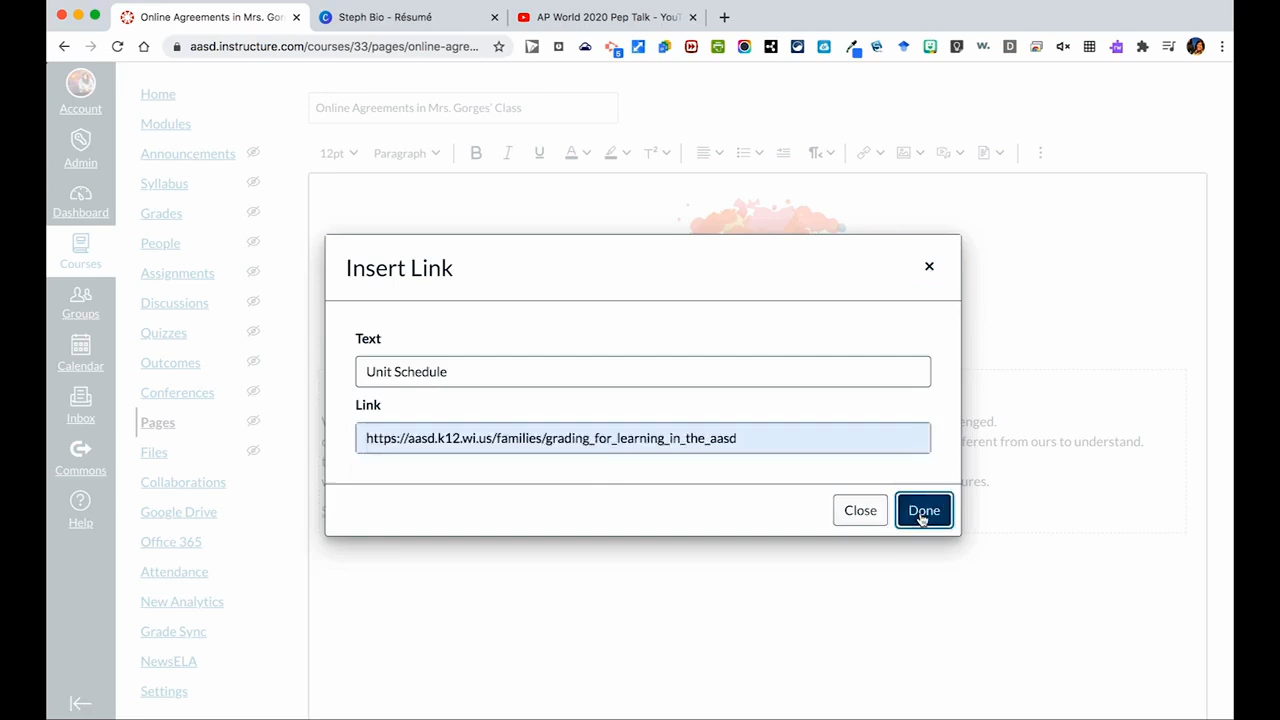 Online Agreements in Mrs. Gor
Steph Bio - Résumé
AP World 2020 Pep Talk - YouT
aasd.instructure.com/courses/33/pages/online-agre...
5
W.
D
Account
Admin
Dashboard
Courses
Groups
Calendar
Inbox
Commons
Help
Home
Modules
Announcements
Syllabus
Grades
People
Assignments
Discussions
Quizzes
Outcomes
Conferences
Pages
Files
Collaborations
Google Drive
Office 365
Attendance
New Analytics
Grade Sync
NewsELA
Settings
Online Agreements in Mrs. Gorges' Class
12pt Paragraph B I U A T²
Insert Link
Text
Unit Schedule
Link
https://aasd.k12.wi.us/families/grading_for_learning_in_the_aasd
Close Done
from ours to understand.